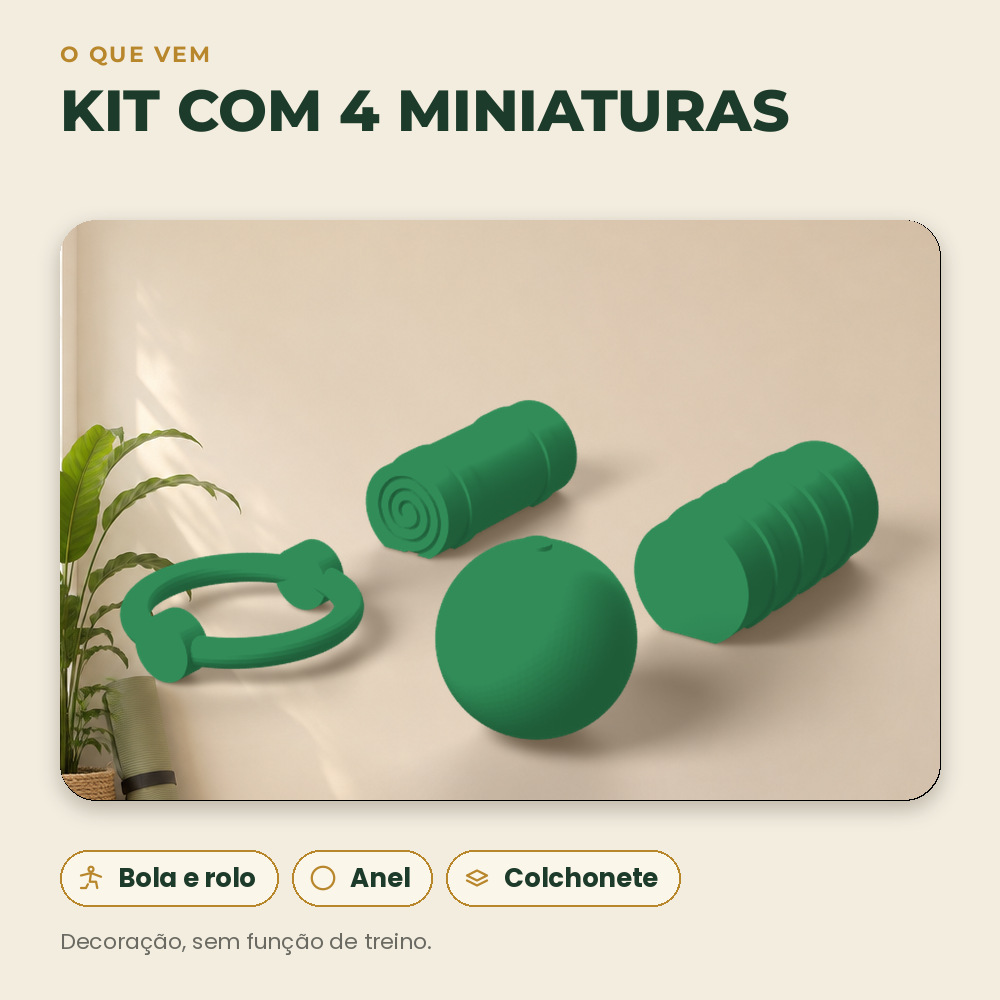 O QUE VEM
KIT COM 4 MINIATURAS
Bola e rolo
Anel
Colchonete
Decoração, sem função de treino.